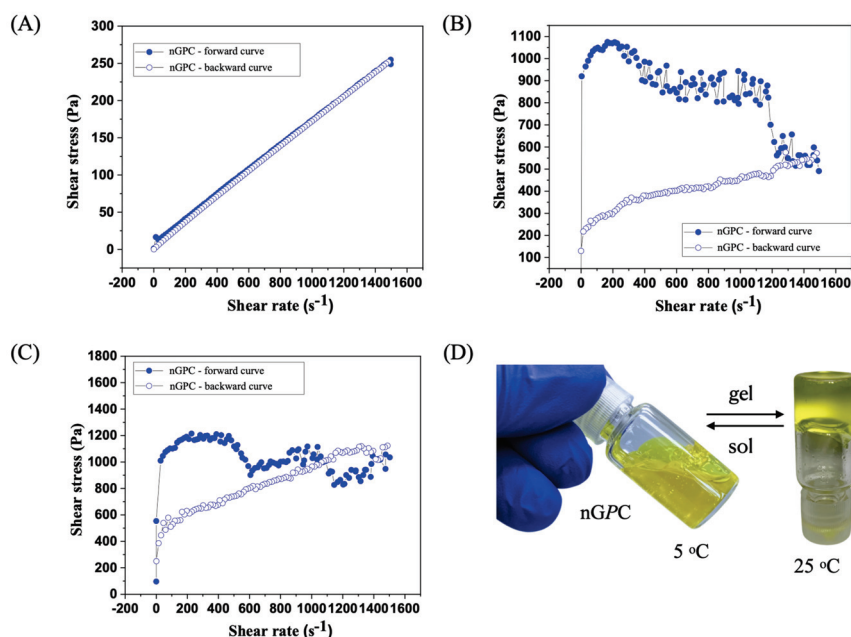 (A)
300
250
200
150
100
50
0
Shear stress (Pa)
nGPC - forward curve
nGPC - backward curve
-200 0 200 400 600 800 1000 1200 1400 1600
Shear rate (s-1)
(B)
1100
1000
900
800
700
600
500
400
300
200
100
Shear stress (Pa)
nGPC - forward curve
nGPC - backward curve
-200 0 200 400 600 800 1000 1200 1400 1600
Shear rate (s-1)
(C)
1800
1600
1400
1200
1000
800
600
400
200
0
Shear stress (Pa)
nGPC - forward curve
nGPC - backward curve
-200 0 200 400 600 800 1000 1200 1400 1600
Shear rate (s-1)
(D)
gel
sol
nGPC
5 °C
25 °C